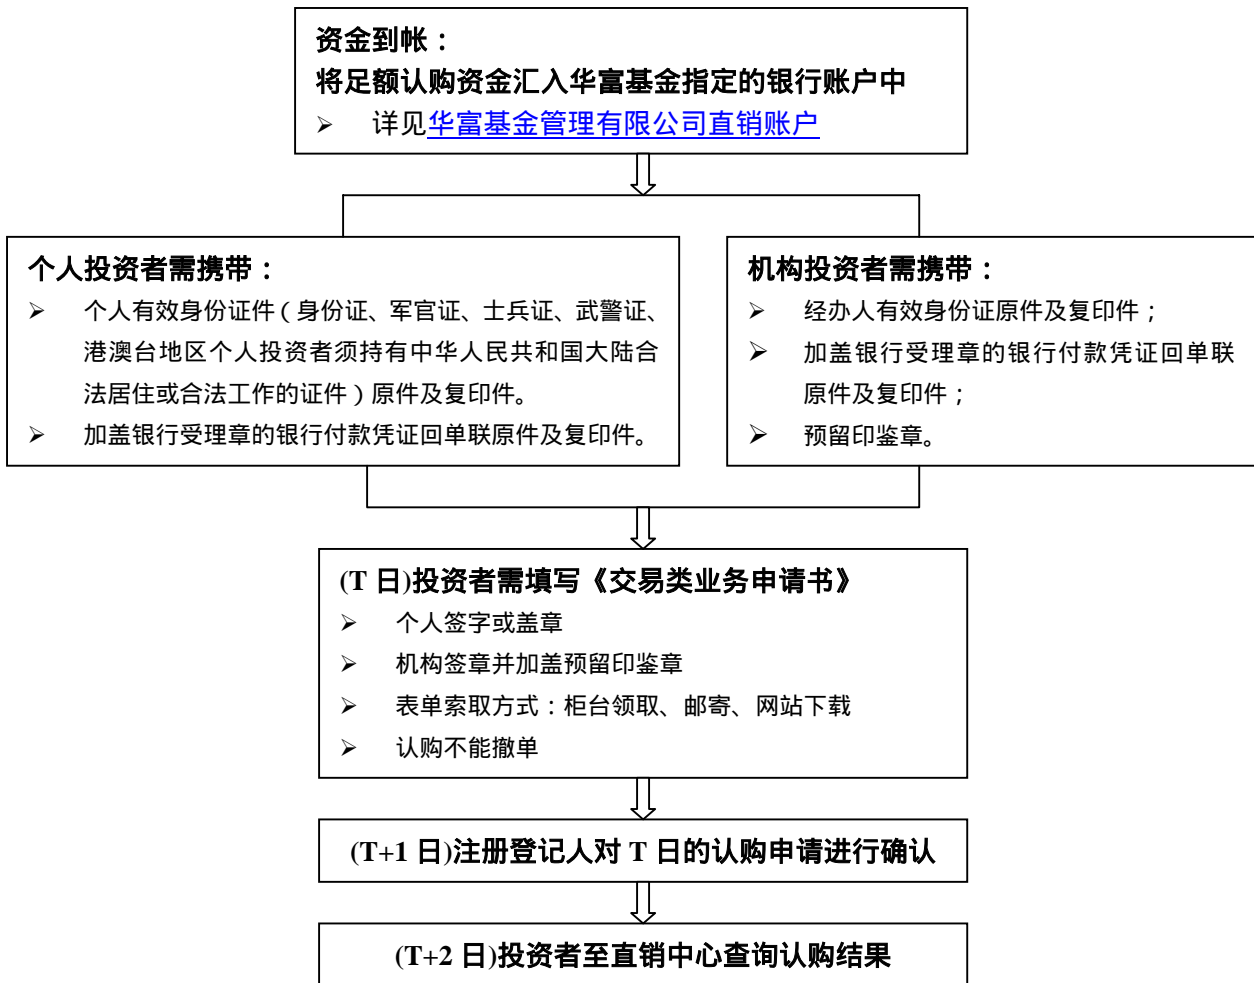 资金到帐：
将足额认购资金汇入华富基金指定的银行账户中
➢ 详见华富基金管理有限公司直销账户
个人投资者需携带：
➢ 个人有效身份证件（身份证、军官证、士兵证、武警证、
港澳台地区个人投资者须持有中华人民共和国大陆合
法居住或合法工作的证件）原件及复印件。
➢ 加盖银行受理章的银行付款凭证回单联原件及复印件。
机构投资者需携带：
➢ 经办人有效身份证原件及复印件；
➢ 加盖银行受理章的银行付款凭证回单联
原件及复印件；
➢ 预留印鉴章。
(T 日)投资者需填写《交易类业务申请书》
➢ 个人签字或盖章
➢ 机构签章并加盖预留印鉴章
➢ 表单索取方式：柜台领取、邮寄、网站下载
➢ 认购不能撤单
(T+1 日)注册登记人对 T 日的认购申请进行确认
(T+2 日)投资者至直销中心查询认购结果